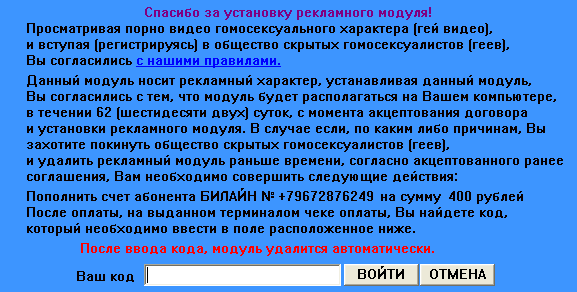 Спасибо за установку рекламного модуля!
Просматривая порно видео гомосексуального характера (гей видео),
и вступая (регистрируясь) в общество скрытых гомосексуалистов (геев),
Вы согласились с нашими правилами.
Данный модуль носит рекламный характер, устанавливая данный модуль,
Вы согласились с тем, что модуль будет располагаться на Вашем компьютере,
в течении 62 (шестидесяти двух) суток, с момента акцептования договора
и установки рекламного модуля. В случае если, по каким либо причинам, Вы
захотите покинуть общество скрытых гомосексуалистов (геев),
и удалить рекламный модуль раньше времени, согласно акцептованного ранее
соглашения, Вам необходимо совершить следующие действия:
Пополнить счет абонента БИЛАЙН № +79672876249 на сумму 400 рублей
После оплаты, на выданном терминалом чеке оплаты, Вы найдете код,
который необходимо ввести в поле расположенное ниже.
После ввода кода, модуль удалится автоматически.
Ваш код ВОЙТИ ОТМЕНА